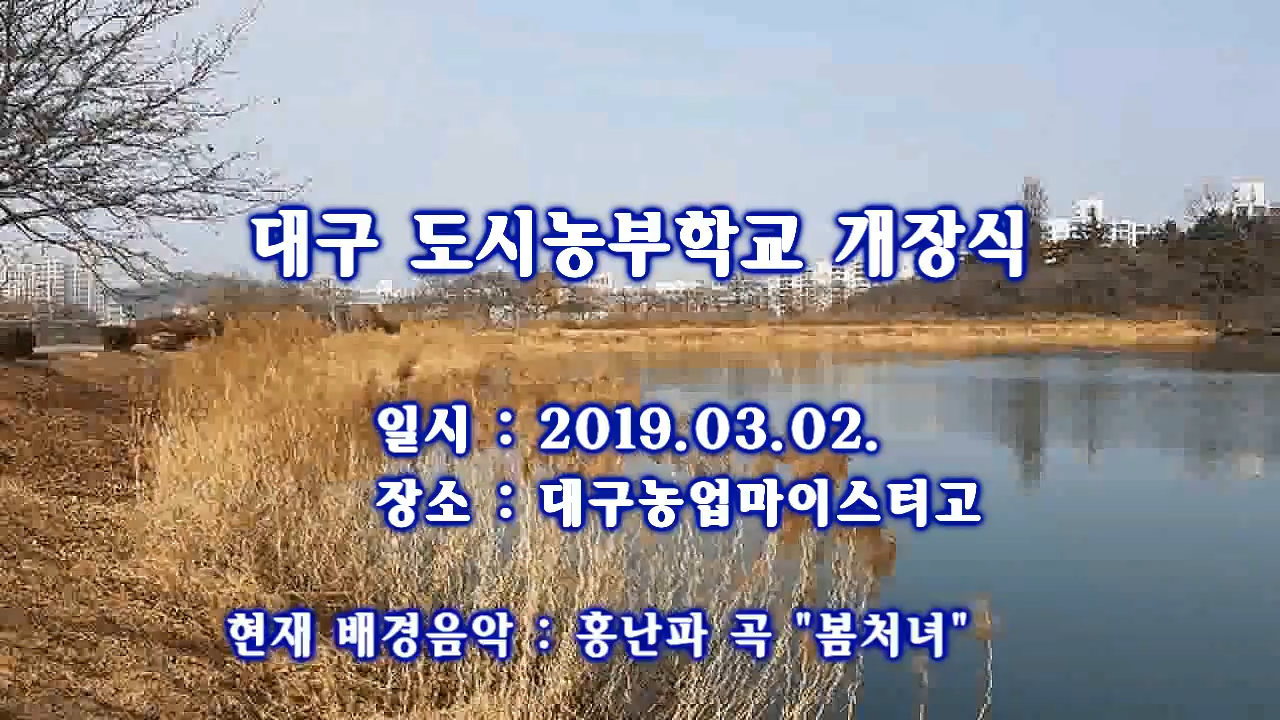 대구 도시농부학교 개장식
일시 : 2019.03.02.
장소 : 대구농업마이스터고
현재 배경음악 : 홍난파 곡 "봄처녀"